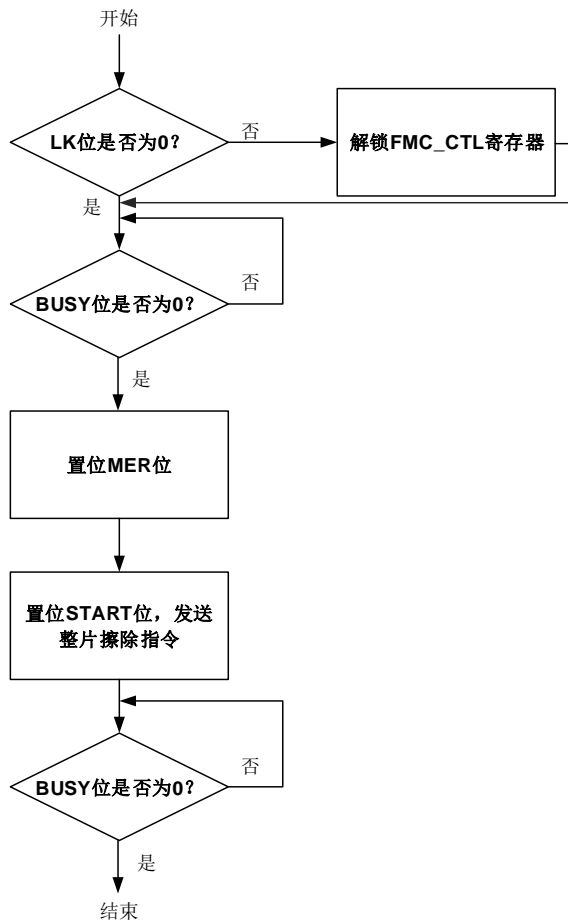 开始
LK位是否为0?
否
解锁FMC_CTL寄存器
是
BUSY位是否为0?
否
是
置位MER位
置位START位，发送
整片擦除指令
BUSY位是否为0?
否
是
结束